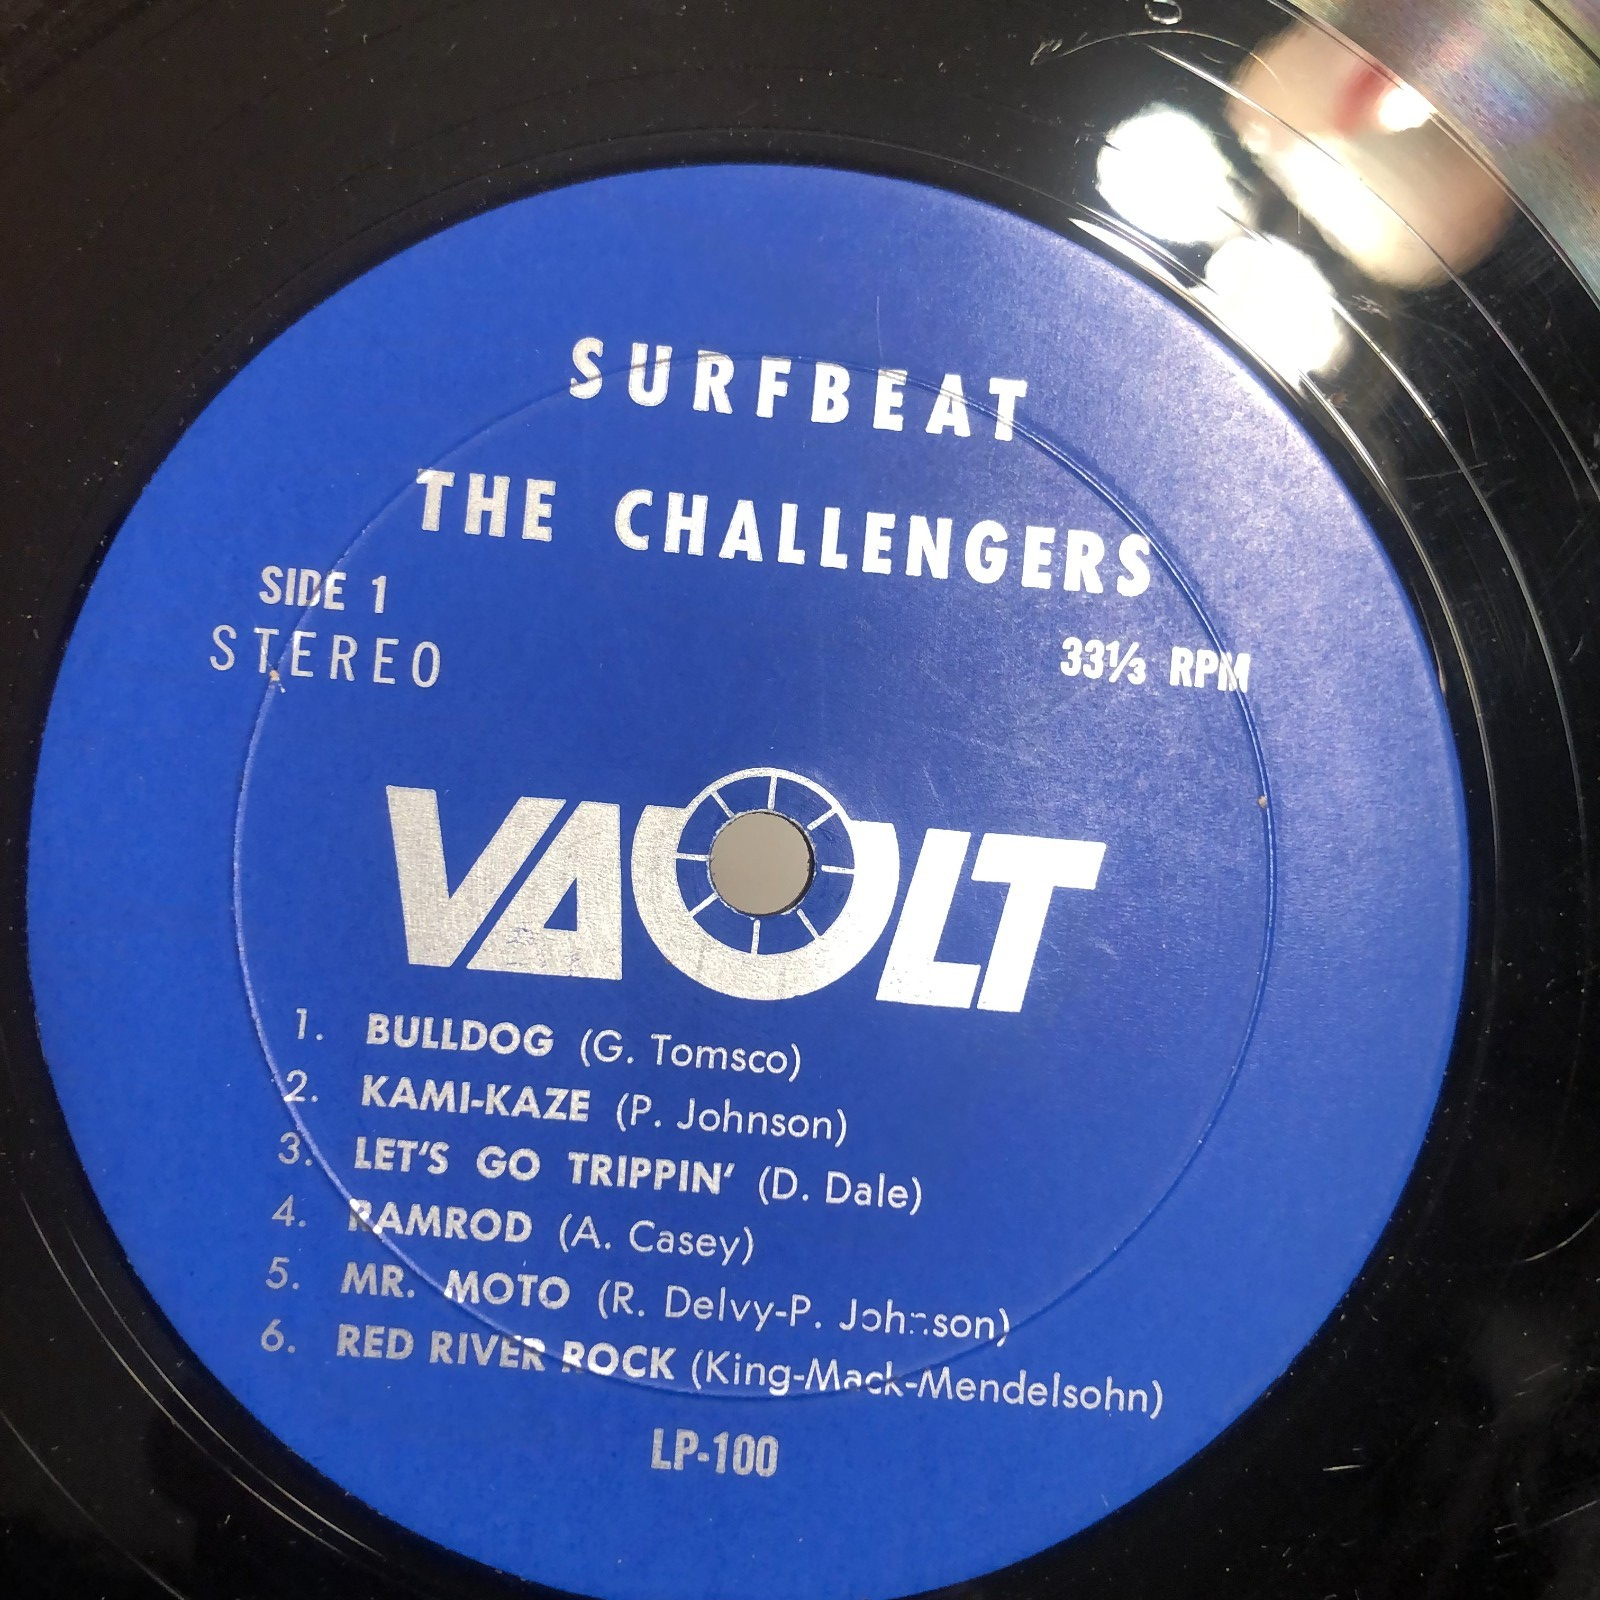 SURFBEAT
THE CHALLENGERS
SIDE 1
STEREO
33⅓ RPM
VAULT
1. BULLDOG (G. Tomsco)
2. KAMI-KAZE (P. Johnson)
3. LET'S GO TRIPPIN' (D. Dale)
4. RAMROD (A. Casey)
5. MR. MOTO (R. Delvy-P. Johnson)
6. RED RIVER ROCK (King-Mack-Mendelsohn)
LP-100